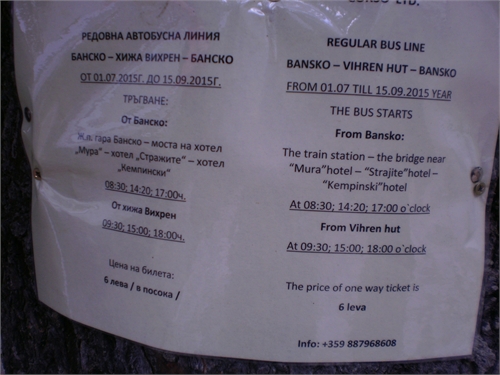 LTD.
РЕДОВНА АВТОБУСНА ЛИНИЯ
БАНСКО – ХИЖА ВИХРЕН – БАНСКО
ОТ 01.07.2015Г. ДО 15.09.2015Г.
ТРЪГВАНЕ:
От Банско:
Ж.п. гара Банско – моста на хотел
„Мура" – хотел „Стражите" – хотел
„Кемпински"
08:30; 14:20; 17:00ч.
От хижа Вихрен
09:30; 15:00; 18:00ч.
Цена на билета:
6 лева / в посока /
REGULAR BUS LINE
BANSKO – VIHREN HUT – BANSKO
FROM 01.07 TILL 15.09.2015 YEAR
THE BUS STARTS
From Bansko:
The train station – the bridge near
"Mura"hotel – "Strajite"hotel –
"Kempinski"hotel
At 08:30; 14:20; 17:00 o`clock
From Vihren hut
At 09:30; 15:00; 18:00 o`clock
The price of one way ticket is
6 leva
Info: +359 887968608